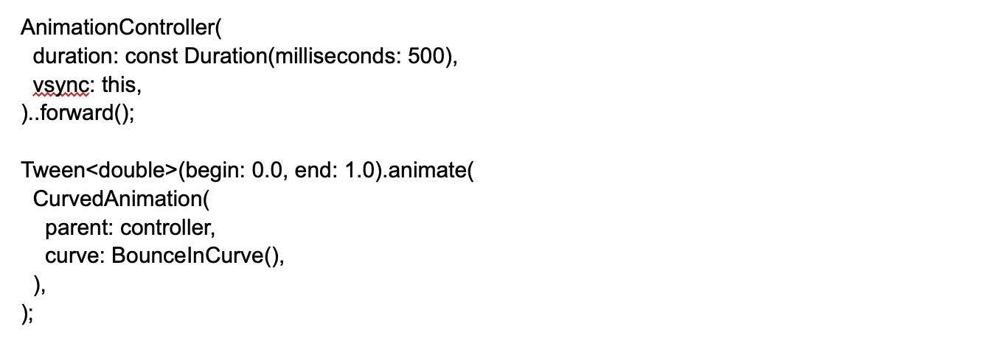 AnimationController(
  duration: const Duration(milliseconds: 500),
  vsync: this,
)..forward();

Tween<double>(begin: 0.0, end: 1.0).animate(
  CurvedAnimation(
    parent: controller,
    curve: BounceInCurve(),
  ),
);